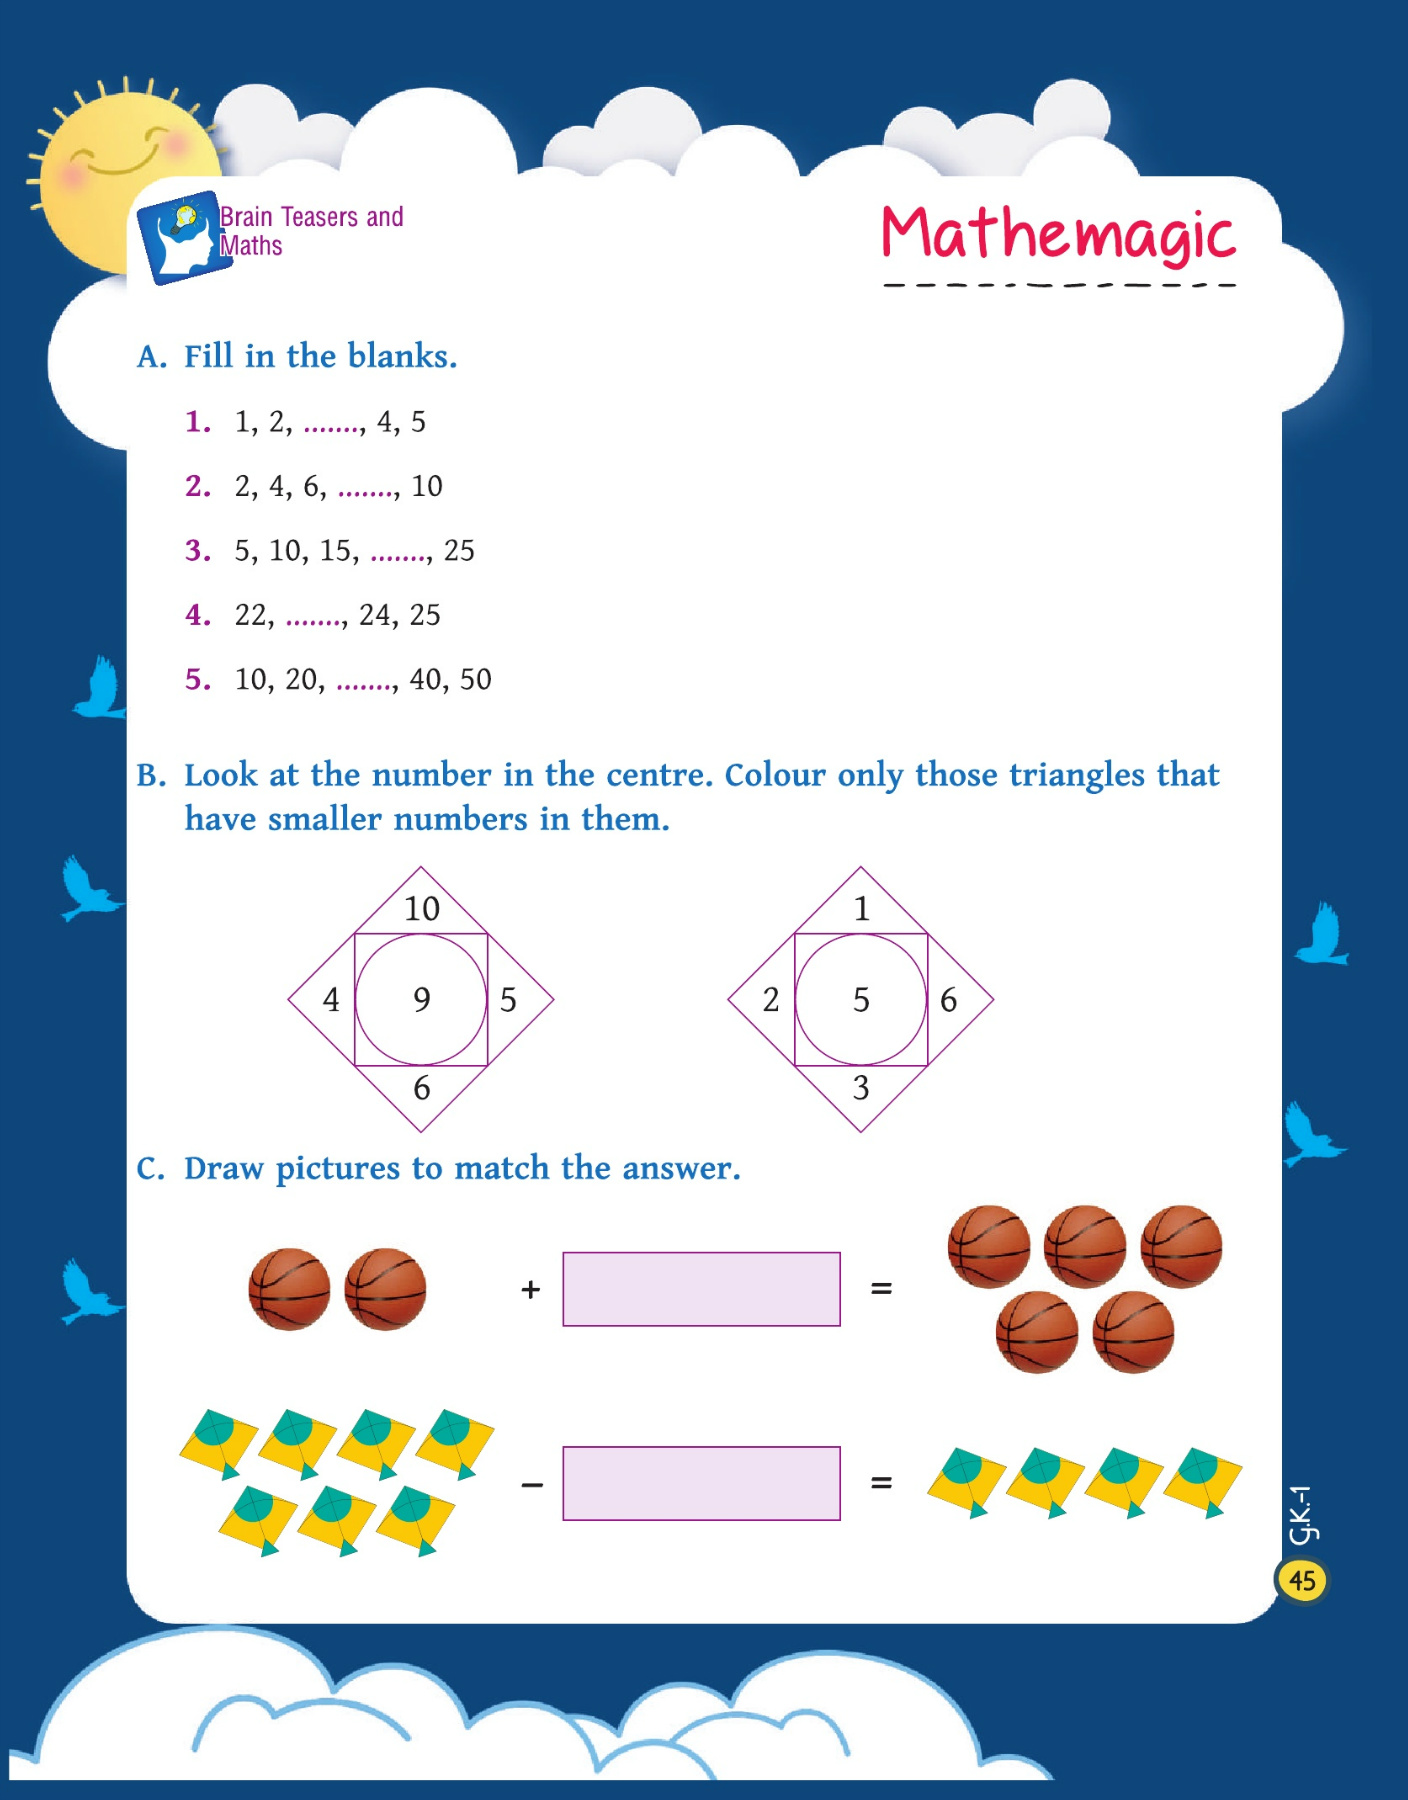 Brain Teasers and
Maths
Mathemagic
A. Fill in the blanks.
1. 1, 2, ......., 4, 5
2. 2, 4, 6, ......., 10
3. 5, 10, 15, ......., 25
4. 22, ......., 24, 25
5. 10, 20, ......., 40, 50
B. Look at the number in the centre. Colour only those triangles that
have smaller numbers in them.
10
4 9 5
6
1
2 5 6
3
C. Draw pictures to match the answer.
+ =
– =
G.K.-1
45